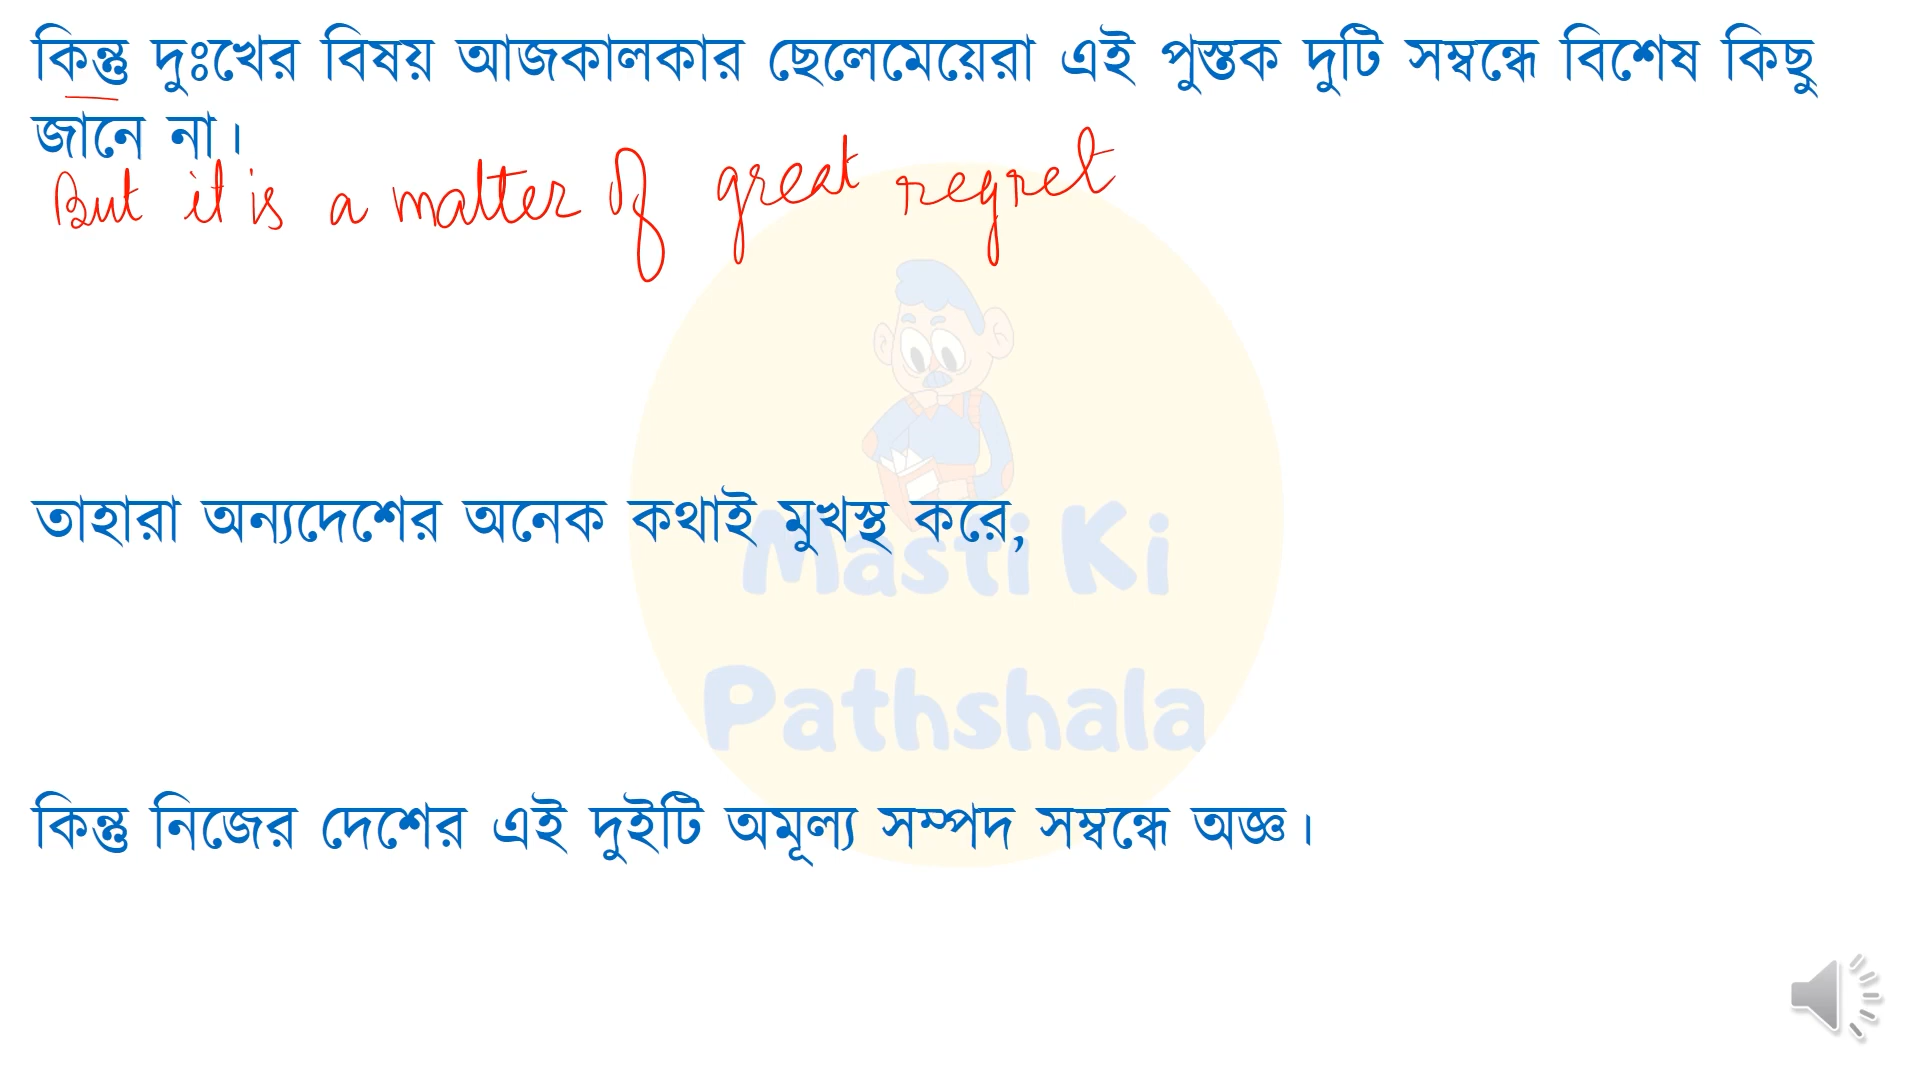 কিন্তু দুঃখের বিষয় আজকালকার ছেলেমেয়েরা এই পুস্তক দুটি সম্বন্ধে বিশেষ কিছু
জানে না।
But it is a matter of great regret
তাহারা অন্যদেশের অনেক কথাই মুখস্থ করে,
Masti Ki
Pathshala
কিন্তু নিজের দেশের এই দুইটি অমূল্য সম্পদ সম্বন্ধে অজ্ঞ।